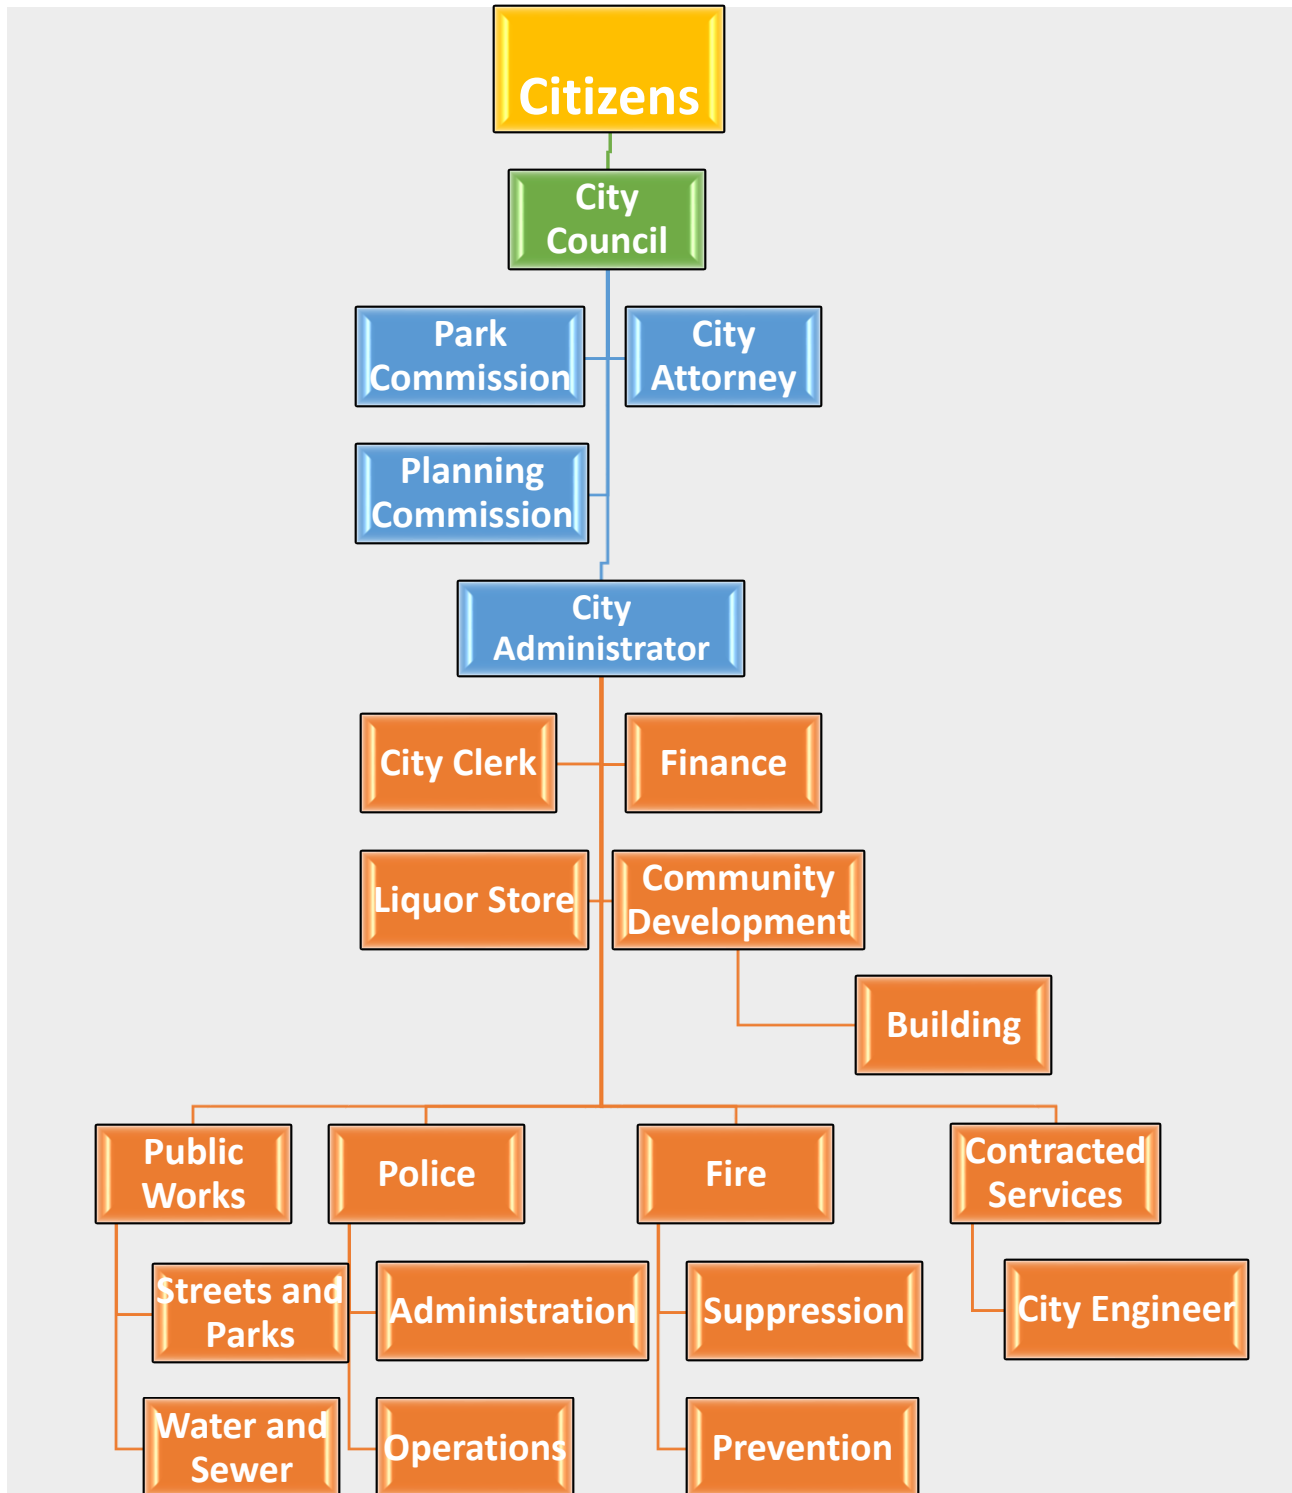 Citizens
City
Council
Park
Commission
City
Attorney
Planning
Commission
City
Administrator
City Clerk
Finance
Liquor Store
Community
Development
Building
Public
Works
Police
Fire
Contracted
Services
Streets and
Parks
Administration
Suppression
City Engineer
Water and
Sewer
Operations
Prevention